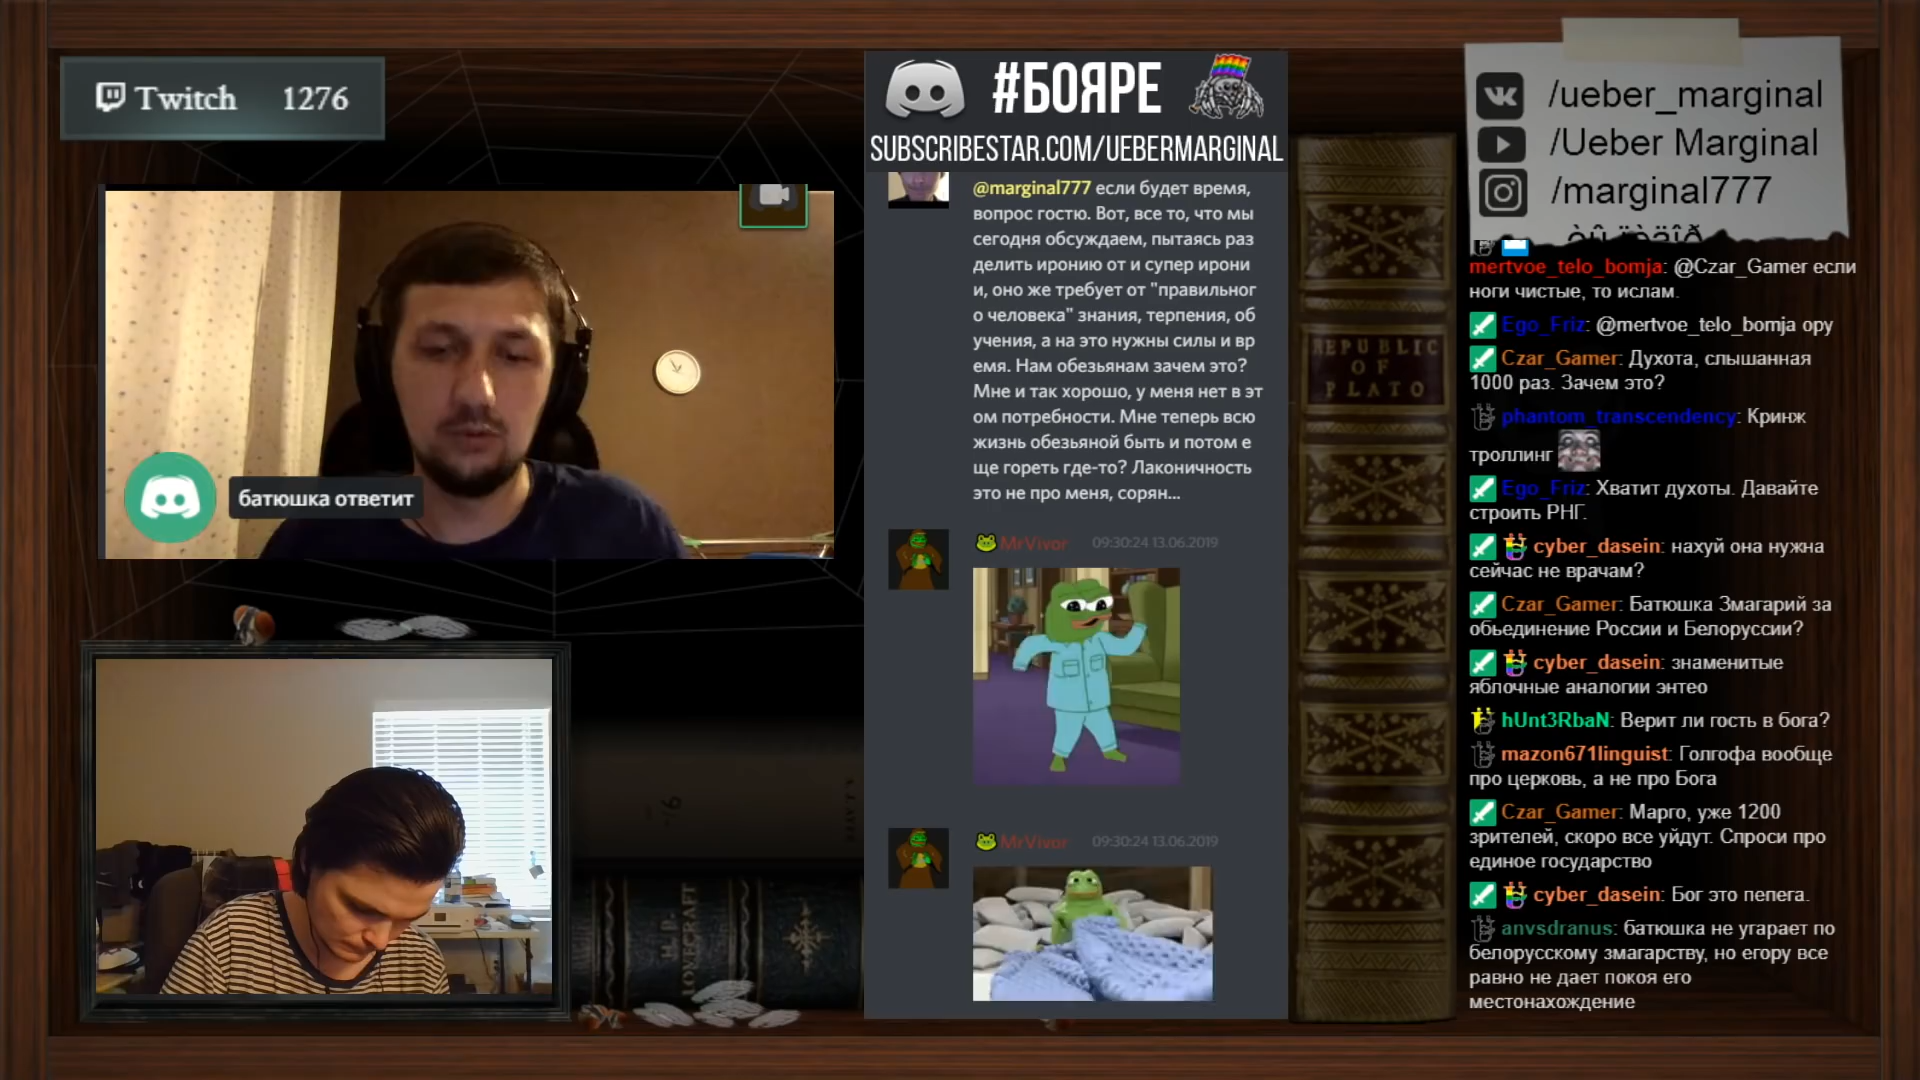 Twitch 1276
батюшка ответит
H. P.
LOVECRAFT
#БОЯРЕ
SUBSCRIBESTAR.COM/UEBERMARGINAL
@marginal777 если будет время,
вопрос гостю. Вот, все то, что мы
сегодня обсуждаем, пытаясь раз
делить иронию от и супер ирони
и, оно же требует от "правильног
о человека" знания, терпения, об
учения, а на это нужны силы и вр
емя. Нам обезьянам зачем это?
Мне и так хорошо, у меня нет в эт
ом потребности. Мне теперь всю
жизнь обезьяной быть и потом е
ще гореть где-то? Лаконичность
это не про меня, сорян...
MrVivor 09:30:24 13.06.2019
MrVivor 09:30:24 13.06.2019
REPUBLIC
OF
PLATO
/ueber_marginal
/Ueber Marginal
/marginal777
mertvoe_telo_bomja: @Czar_Gamer если
ноги чистые, то ислам.
Ego_Friz: @mertvoe_telo_bomja ору
Czar_Gamer: Духота, слышанная
1000 раз. Зачем это?
phantom_transcendency: Кринж
троллинг
Ego_Friz: Хватит духоты. Давайте
строить РНГ.
cyber_dasein: нахуй она нужна
сейчас не врачам?
Czar_Gamer: Батюшка Змагарий за
обьединение России и Белоруссии?
cyber_dasein: знаменитые
яблочные аналогии энтео
hUnt3RbaN: Верит ли гость в бога?
mazon671linguist: Голгофа вообще
про церковь, а не про Бога
Czar_Gamer: Марго, уже 1200
зрителей, скоро все уйдут. Спроси про
единое государство
cyber_dasein: Бог это пепега.
anvsdranus: батюшка не угарает по
белорусскому змагарству, но егору все
равно не дает покоя его
местонахождение